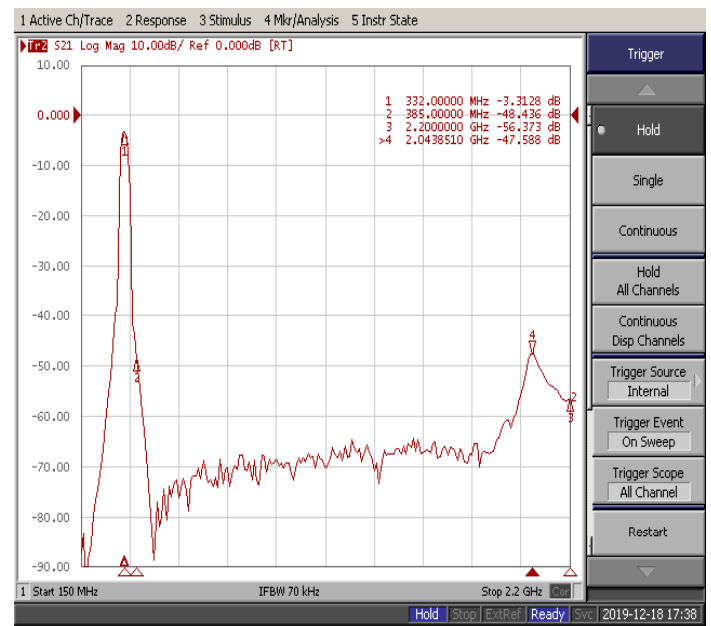 1 Active Ch/Trace 2 Response 3 Stimulus 4 Mkr/Analysis 5 Instr State
Tr2 S21 Log Mag 10.00dB/ Ref 0.000dB [RT]
10.00
0.000
-10.00
-20.00
-30.00
-40.00
-50.00
-60.00
-70.00
-80.00
-90.00
1 332.00000 MHz -3.3128 dB
2 385.00000 MHz -48.436 dB
3 2.2000000 GHz -56.373 dB
>4 2.0438510 GHz -47.588 dB
1
2
4
2
3
1 Start 150 MHz
IFBW 70 kHz
Stop 2.2 GHz Cor
Trigger
Hold
Single
Continuous
Hold
All Channels
Continuous
Disp Channels
Trigger Source
Internal
Trigger Event
On Sweep
Trigger Scope
All Channel
Restart
Hold Stop ExtRef Ready Svc 2019-12-18 17:38